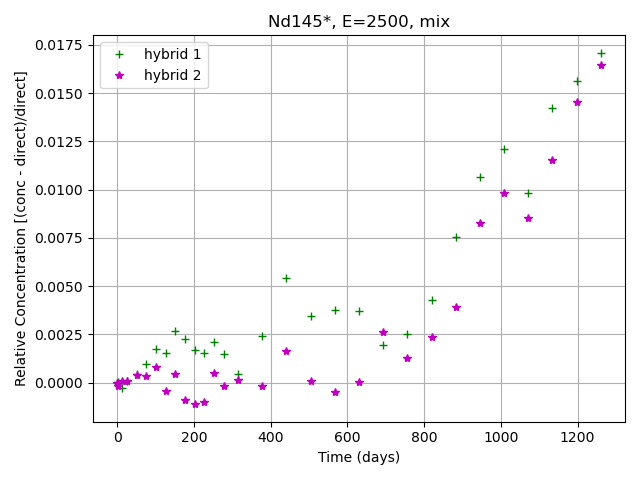 Nd145*, E=2500, mix
hybrid 1
hybrid 2
Relative Concentration [(conc - direct)/direct]
0.0175
0.0150
0.0125
0.0100
0.0075
0.0050
0.0025
0.0000
0 200 400 600 800 1000 1200
Time (days)